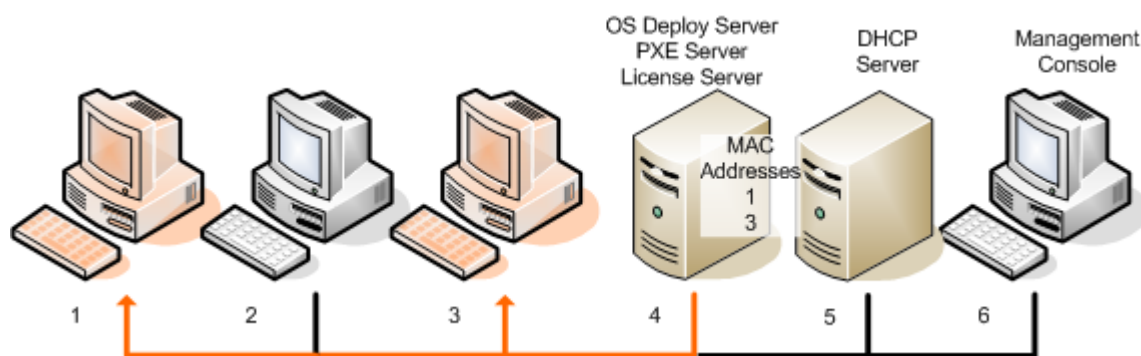 OS Deploy Server
PXE Server
License Server
DHCP
Server
Management
Console
MAC
Addresses
1
3
1
2
3
4
5
6